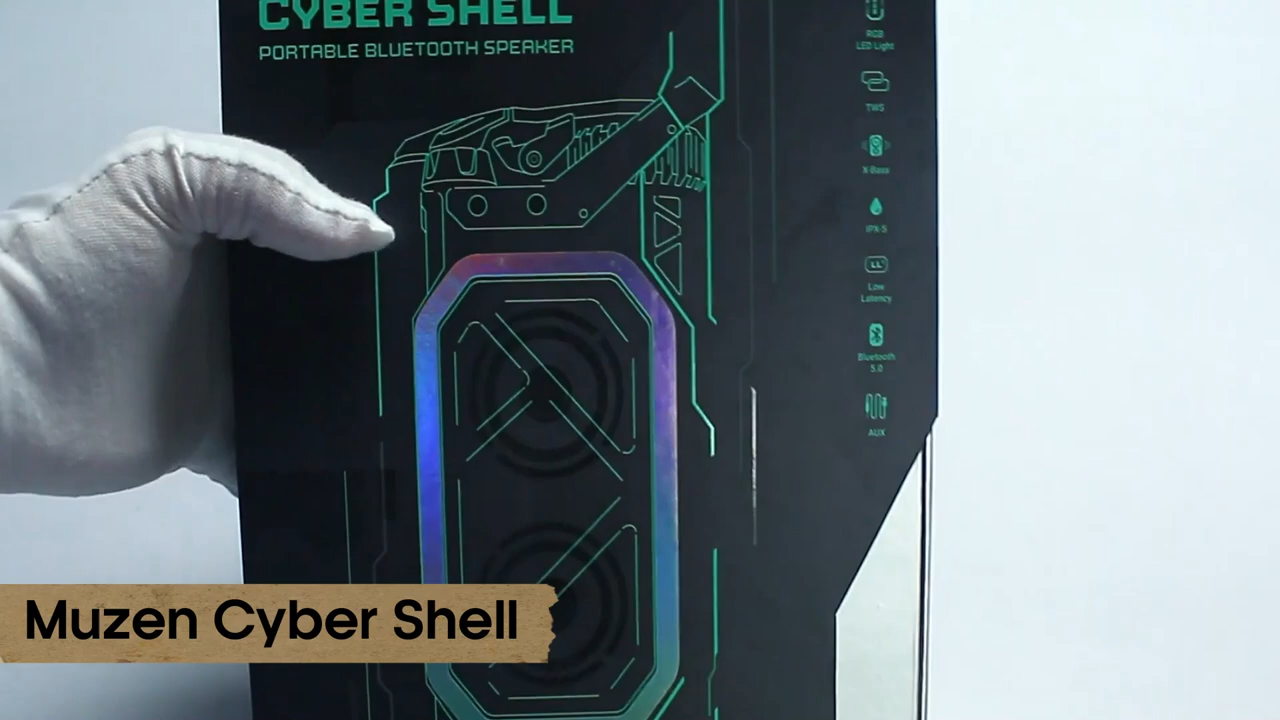 CYBER SHELL
PORTABLE BLUETOOTH SPEAKER
RGB
LED Light
TWS
X-Bass
IPX-5
Low
Latency
Bluetooth
5.0
AUX
Muzen Cyber Shell